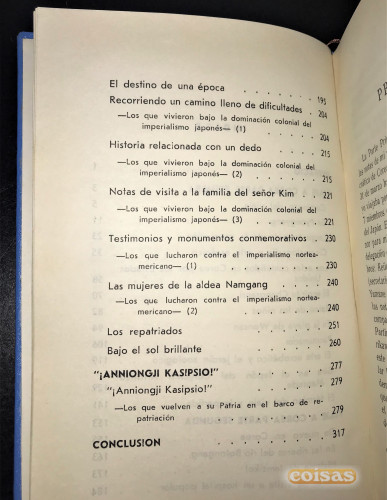 El destino de una época . . . . . . 195
Recorriendo un camino lleno de dificultades . 204
—Los que vivieron bajo la dominación colonial del
imperialismo japonés— (1) . . . . . 204
Historia relacionada con un dedo . . . . 215
—Los que vivieron bajo la dominación colonial del
imperialismo japonés— (2) . . . . . 215
Notas de visita a la familia del señor Kim . . 221
—Los que vivieron bajo la dominación colonial del
imperialismo japonés— (3) . . . . . 221
Testimonios y monumentos conmemorativos . . 230
—Los que lucharon contra el imperialismo nortea-
mericano— (1) . . . . . . . 230
Las mujeres de la aldea Namgang . . . . 240
—Los que lucharon contra el imperialismo nortea-
mericano— (2) . . . . . . . 240
Los repatriados . . . . . . . 251
Bajo el sol brillante . . . . . . 260
"¡ANNIONGJI KASIPSIO!" . . . . . 277
"¡Anniongji Kasipsio!" . . . . . 279
—Los que vuelven a su Patria en el barco de re-
patriación . . . . . . . . 279
CONCLUSION . . . . . . . 317
coisas